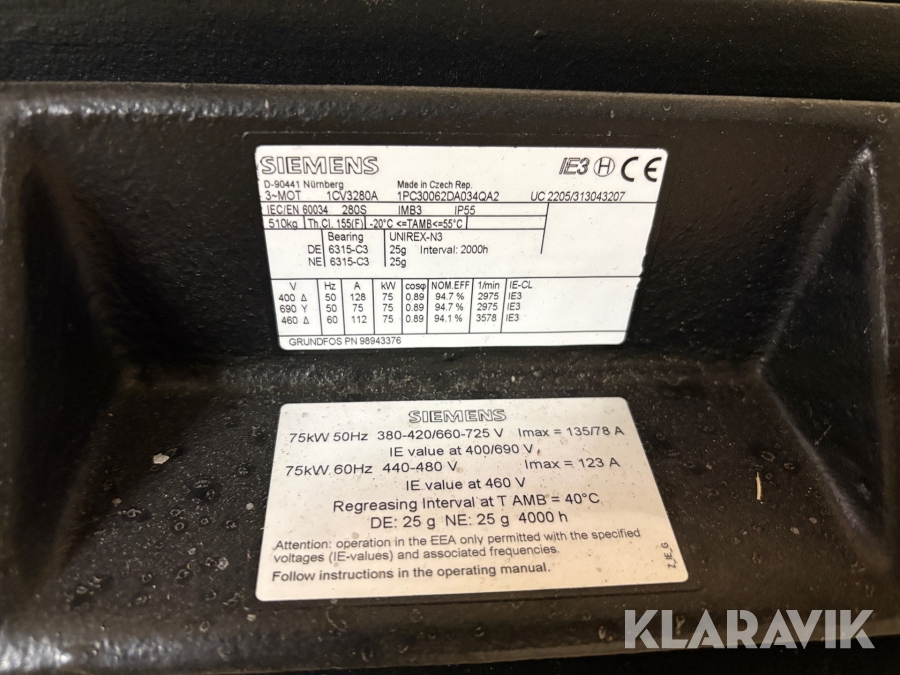 SIEMENS IE3 H CE
D-90441 Nürnberg Made in Czech Rep.
3~MOT 1CV3280A 1PC30062DA034QA2 UC 2205/313043207
IEC/EN 60034 280S IMB3 IP55
510kg Th.Cl. 155(F) -20°C <=TAMB<=55°C
Bearing UNIREX-N3
DE 6315-C3 25g Interval: 2000h
NE 6315-C3 25g
V Hz A kW cosφ NOM.EFF 1/min IE-CL
400 Δ 50 128 75 0.89 94.7 % 2975 IE3
690 Y 50 75 75 0.89 94.7 % 2975 IE3
460 Δ 60 112 75 0.89 94.1 % 3578 IE3
GRUNDFOS PN 98943376
SIEMENS
75kW 50Hz 380-420/660-725 V Imax = 135/78 A
IE value at 400/690 V
75kW 60Hz 440-480 V Imax = 123 A
IE value at 460 V
Regreasing Interval at T AMB = 40°C
DE: 25 g NE: 25 g 4000 h
Attention: operation in the EEA only permitted with the specified
voltages (IE-values) and associated frequencies.
Follow instructions in the operating manual.
Z_IE_G
KLARAVIK